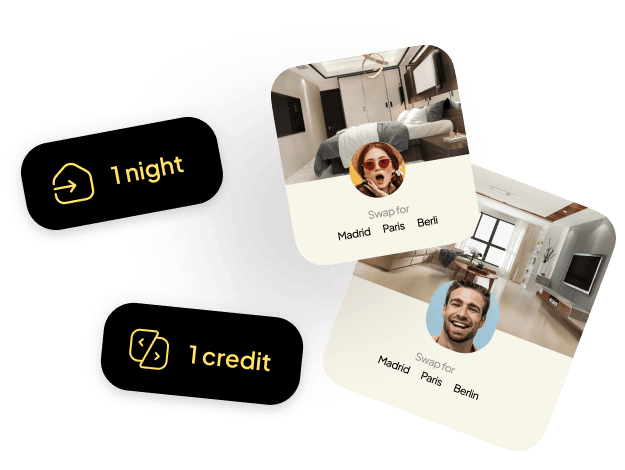 1 night
Swap for
Madrid Paris Berli
1 credit
Swap for
Madrid Paris Berlin